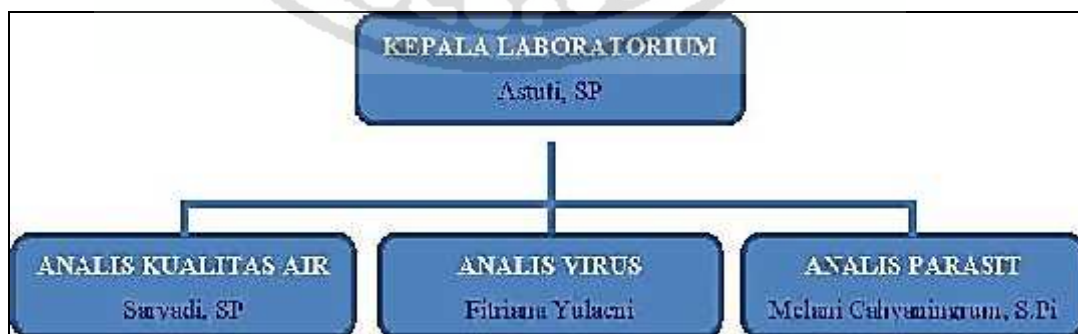 KEPALA LABORATORIUM
Astuti, SP
ANALIS KUALITAS AIR
Saryadi, SP
ANALIS VIRUS
Fitriana Yulaeni
ANALIS PARASIT
Melani Cahyaningrum, S.Pi